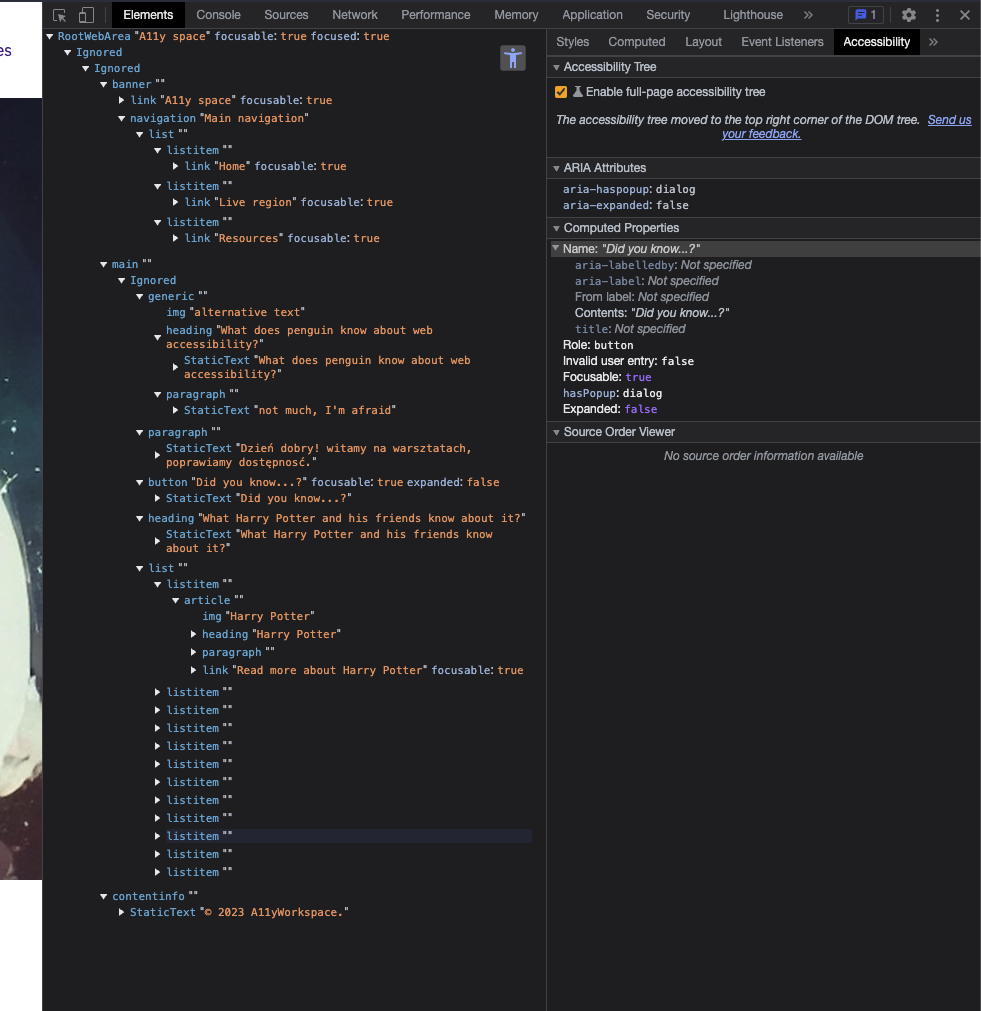 es
Elements Console Sources Network Performance Memory Application Security Lighthouse » 1
RootWebArea "A11y space" focusable: true focused: true
Ignored
Ignored
banner ""
link "A11y space" focusable: true
navigation "Main navigation"
list ""
listitem ""
link "Home" focusable: true
listitem ""
link "Live region" focusable: true
listitem ""
link "Resources" focusable: true
main ""
Ignored
generic ""
img "alternative text"
heading "What does penguin know about web
accessibility?"
StaticText "What does penguin know about web
accessibility?"
paragraph ""
StaticText "not much, I'm afraid"
paragraph ""
StaticText "Dzień dobry! witamy na warsztatach,
poprawiamy dostępnosć."
button "Did you know...?" focusable: true expanded: false
StaticText "Did you know...?"
heading "What Harry Potter and his friends know about it?"
StaticText "What Harry Potter and his friends know
about it?"
list ""
listitem ""
article ""
img "Harry Potter"
heading "Harry Potter"
paragraph ""
link "Read more about Harry Potter" focusable: true
listitem ""
listitem ""
listitem ""
listitem ""
listitem ""
listitem ""
listitem ""
listitem ""
listitem ""
listitem ""
listitem ""
contentinfo ""
StaticText "© 2023 A11yWorkspace."
Styles Computed Layout Event Listeners Accessibility »
Accessibility Tree
Enable full-page accessibility tree
The accessibility tree moved to the top right corner of the DOM tree. Send us
your feedback.
ARIA Attributes
aria-haspopup: dialog
aria-expanded: false
Computed Properties
Name: "Did you know...?"
aria-labelledby: Not specified
aria-label: Not specified
From label: Not specified
Contents: "Did you know...?"
title: Not specified
Role: button
Invalid user entry: false
Focusable: true
hasPopup: dialog
Expanded: false
Source Order Viewer
No source order information available